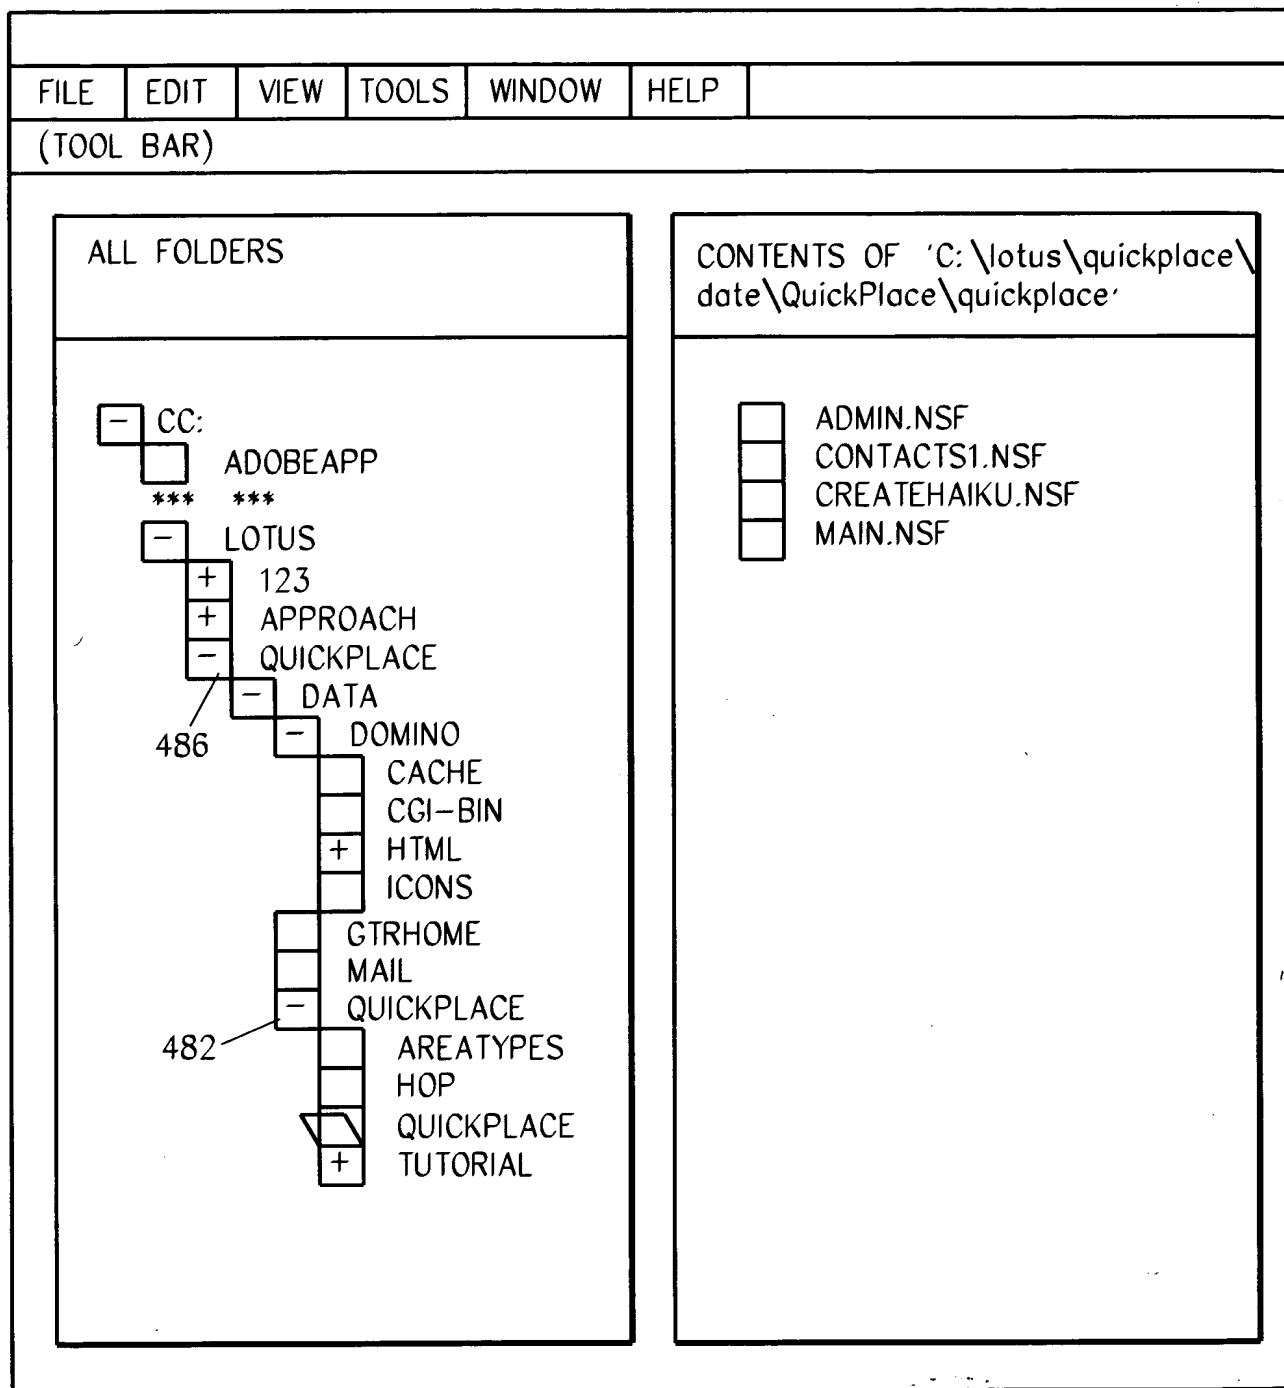 FILE EDIT VIEW TOOLS WINDOW HELP
(TOOL BAR)
ALL FOLDERS
- CC:
ADOBEAPP
*** ***
- LOTUS
+ 123
+ APPROACH
- QUICKPLACE
- DATA
486
- DOMINO
CACHE
CGI-BIN
+ HTML
ICONS
GTRHOME
MAIL
- QUICKPLACE
482
AREATYPES
HOP
QUICKPLACE
+ TUTORIAL
CONTENTS OF 'C:\lotus\quickplace\
date\QuickPlace\quickplace'
ADMIN.NSF
CONTACTS1.NSF
CREATEHAIKU.NSF
MAIN.NSF